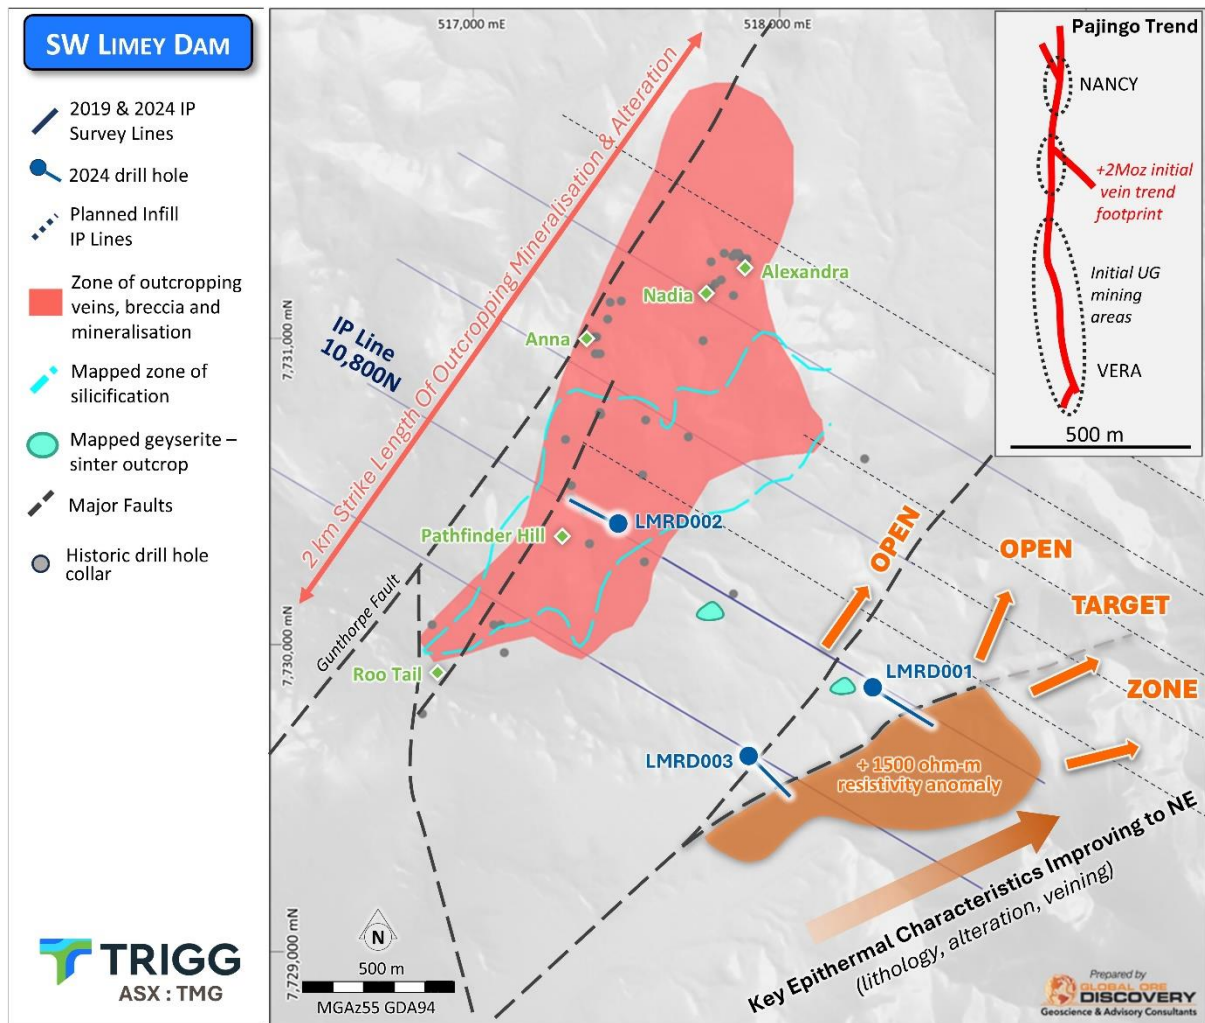 SW LIMEY DAM
2019 & 2024 IP
Survey Lines
2024 drill hole
Planned Infill
IP Lines
Zone of outcropping
veins, breccia and
mineralisation
Mapped zone of
silicification
Mapped geyserite –
sinter outcrop
Major Faults
Historic drill hole
collar
TRIGG
ASX : TMG
517,000 mE
518,000 mE
7,731,000 mN
7,730,000 mN
7,729,000 mN
2 km Strike Length Of Outcropping Mineralisation & Alteration
IP Line
10,800N
Alexandra
Nadia
Anna
LMRD002
Pathfinder Hill
Gunthorpe Fault
Roo Tail
OPEN
OPEN
TARGET
ZONE
LMRD001
LMRD003
+ 1500 ohm-m
resistivity anomaly
Key Epithermal Characteristics Improving to NE
(lithology, alteration, veining)
N
500 m
MGAz55 GDA94
Pajingo Trend
NANCY
+2Moz initial
vein trend
footprint
Initial UG
mining
areas
VERA
500 m
Prepared by
GLOBAL ORE
DISCOVERY
Geoscience & Advisory Consultants